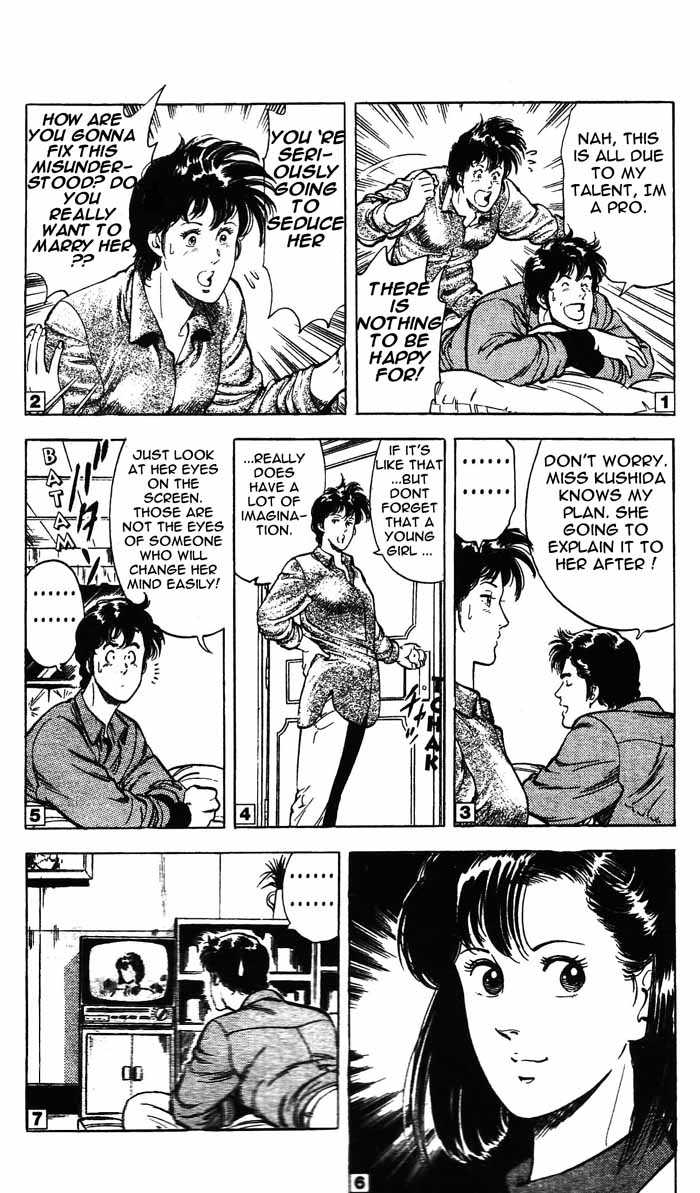 NAH, THIS
IS ALL DUE
TO MY
TALENT, IM
A PRO.
THERE
IS
NOTHING
TO BE
HAPPY
FOR!
1
YOU 'RE
SERI-
OUSLY
GOING
TO
SEDUCE
HER
HOW ARE
YOU GONNA
FIX THIS
MISUNDER-
STOOD? DO
YOU
REALLY
WANT TO
MARRY HER
??
2
DON'T WORRY.
MISS KUSHIDA
KNOWS MY
PLAN. SHE
GOING TO
EXPLAIN IT TO
HER AFTER !
......
......
3
IF IT'S
LIKE THAT
...BUT
DONT
FORGET
THAT A
YOUNG
GIRL ...
...REALLY
DOES
HAVE A
LOT OF
IMAGINA-
TION.
TCHAK
4
JUST LOOK
AT HER EYES
ON THE
SCREEN.
THOSE ARE
NOT THE EYES
OF SOMEONE
WHO WILL
CHANGE HER
MIND EASILY!
BATAM
......
......
5
6
......
......
7